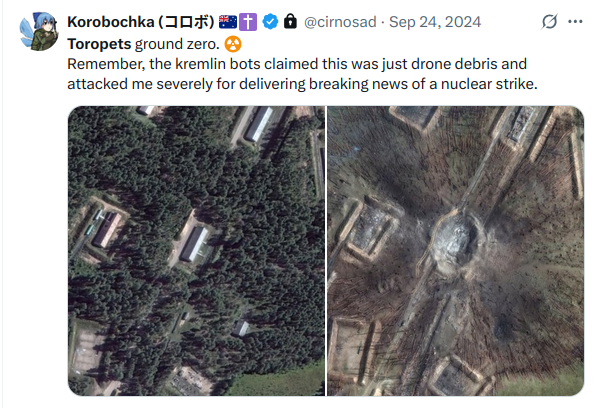 Korobochka (コロボ) 🇦🇺✝️ @cirnosad · Sep 24, 2024
Toropets ground zero. ☢️
Remember, the kremlin bots claimed this was just drone debris and
attacked me severely for delivering breaking news of a nuclear strike.